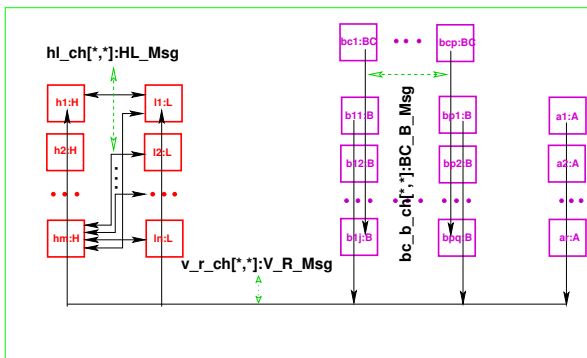 hl_ch[*,*]:HL_Msg
bc1:BC
bcp:BC
h1:H
l1:L
b11:B
bp1:B
a1:A
h2:H
l2:L
b12:B
bp2:B
a2:A
bc_b_ch[*,*]:BC_B_Msg
hm:H
ln:L
b1j:B
bpq:B
ar:A
v_r_ch[*,*]:V_R_Msg